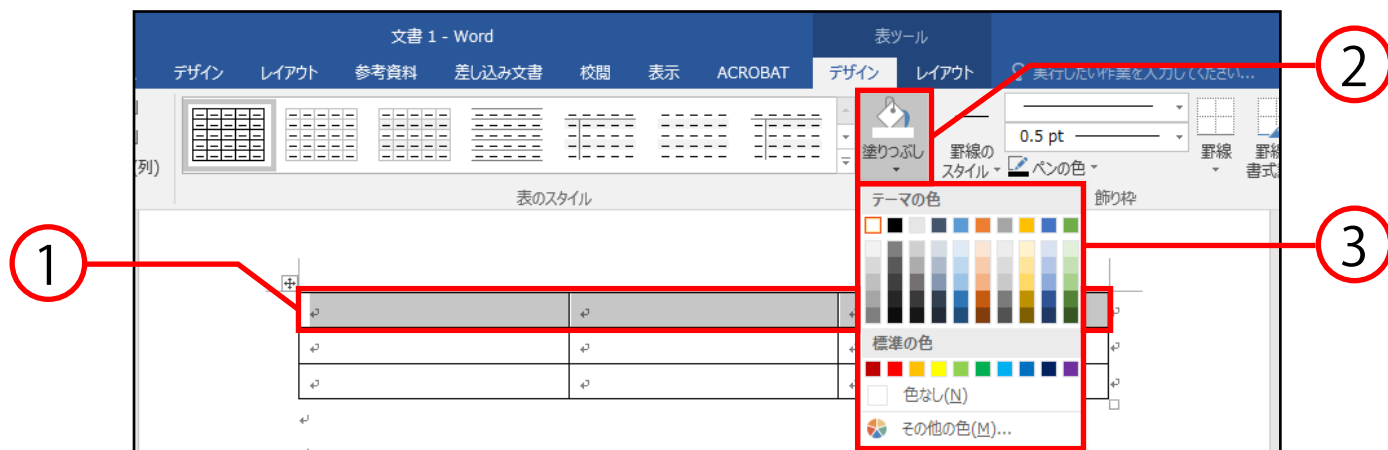 文書 1 - Word
表ツール
デザイン レイアウト 参考資料 差し込み文書 校閲 表示 ACROBAT デザイン レイアウト 実行したい作業を入力してください...
②
0.5 pt
列)
塗りつぶし
罫線の
スタイル
ペンの色
罫線
書式
表のスタイル
飾り枠
テーマの色
③
①
標準の色
色なし(N)
その他の色(M)...